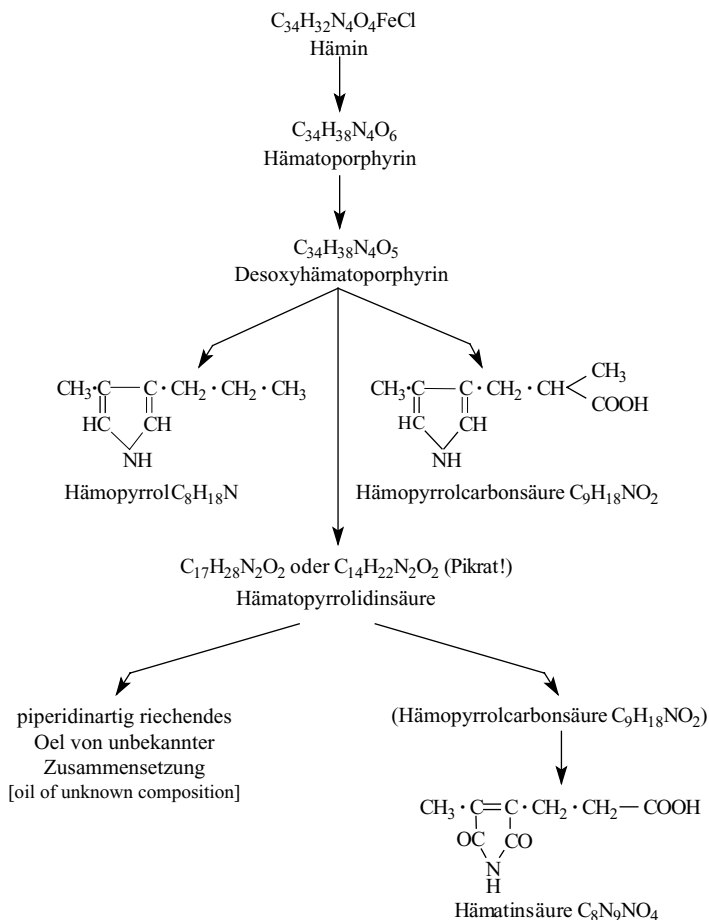 C₃₄H₃₂N₄O₄FeCl
Hämin
C₃₄H₃₈N₄O₆
Hämatoporphyrin
C₃₄H₃₈N₄O₅
Desoxyhämatoporphyrin
CH₃·C—C·CH₂·CH₂·CH₃
HC CH
NH
Hämopyrrol C₈H₁₈N
CH₃·C—C·CH₂·CH<CH₃
COOH
HC CH
NH
Hämopyrrolcarbonsäure C₉H₁₈NO₂
C₁₇H₂₈N₂O₂ oder C₁₄H₂₂N₂O₂ (Pikrat!)
Hämatopyrrolidinsäure
piperidinartig riechendes
Oel von unbekannter
Zusammensetzung
[oil of unknown composition]
(Hämopyrrolcarbonsäure C₉H₁₈NO₂)
CH₃·C=C·CH₂·CH₂—COOH
OC CO
N
H
Hämatinsäure C₈N₉NO₄